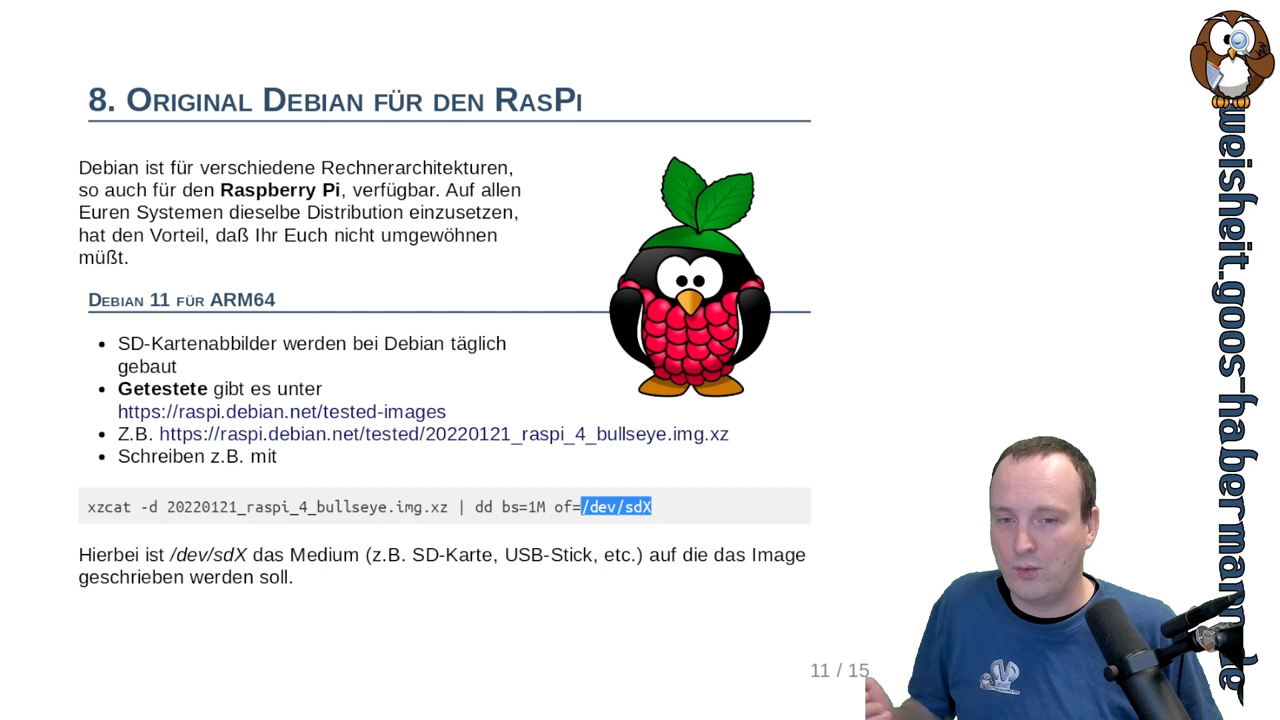 8. Original Debian für den RasPi
Debian ist für verschiedene Rechnerarchitekturen,
so auch für den Raspberry Pi, verfügbar. Auf allen
Euren Systemen dieselbe Distribution einzusetzen,
hat den Vorteil, daß Ihr Euch nicht umgewöhnen
müßt.
Debian 11 für ARM64
• SD-Kartenabbilder werden bei Debian täglich
gebaut
• Getestete gibt es unter
https://raspi.debian.net/tested-images
• Z.B. https://raspi.debian.net/tested/20220121_raspi_4_bullseye.img.xz
• Schreiben z.B. mit
xzcat -d 20220121_raspi_4_bullseye.img.xz | dd bs=1M of=/dev/sdX
Hierbei ist /dev/sdX das Medium (z.B. SD-Karte, USB-Stick, etc.) auf die das Image
geschrieben werden soll.
11 / 15
weisheit.goos-habermann.de